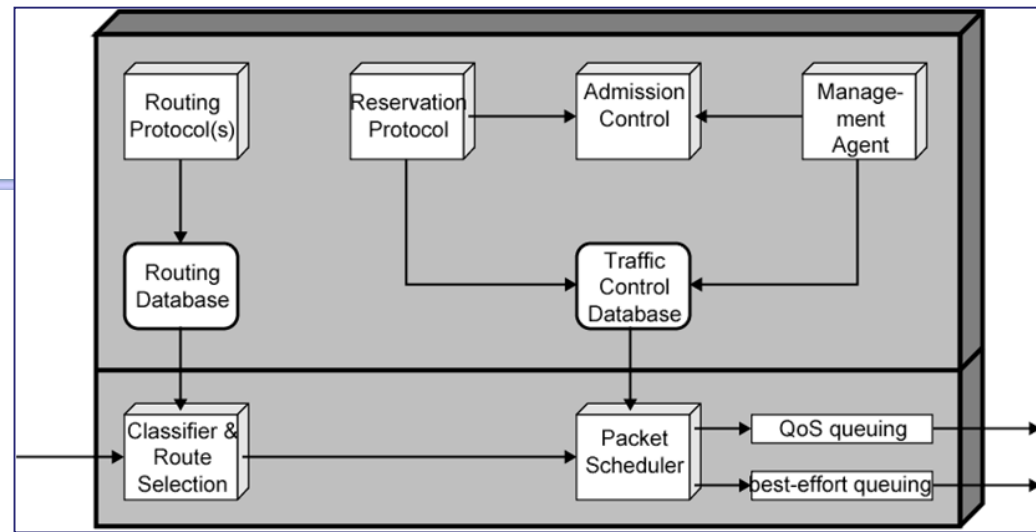 Routing
Protocol(s)
Reservation
Protocol
Admission
Control
Manage-
ment
Agent
Routing
Database
Traffic
Control
Database
Classifier &
Route
Selection
Packet
Scheduler
QoS queuing
best-effort queuing